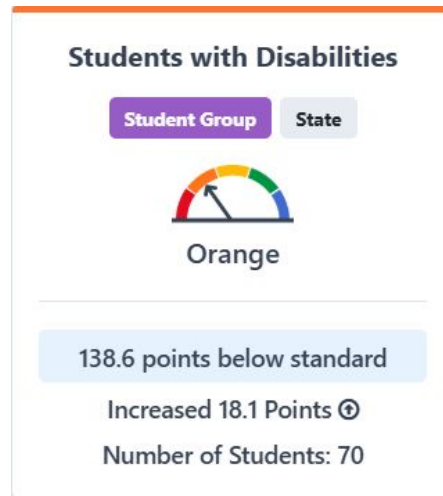 Students with Disabilities
Student Group State
Orange
138.6 points below standard
Increased 18.1 Points
Number of Students: 70